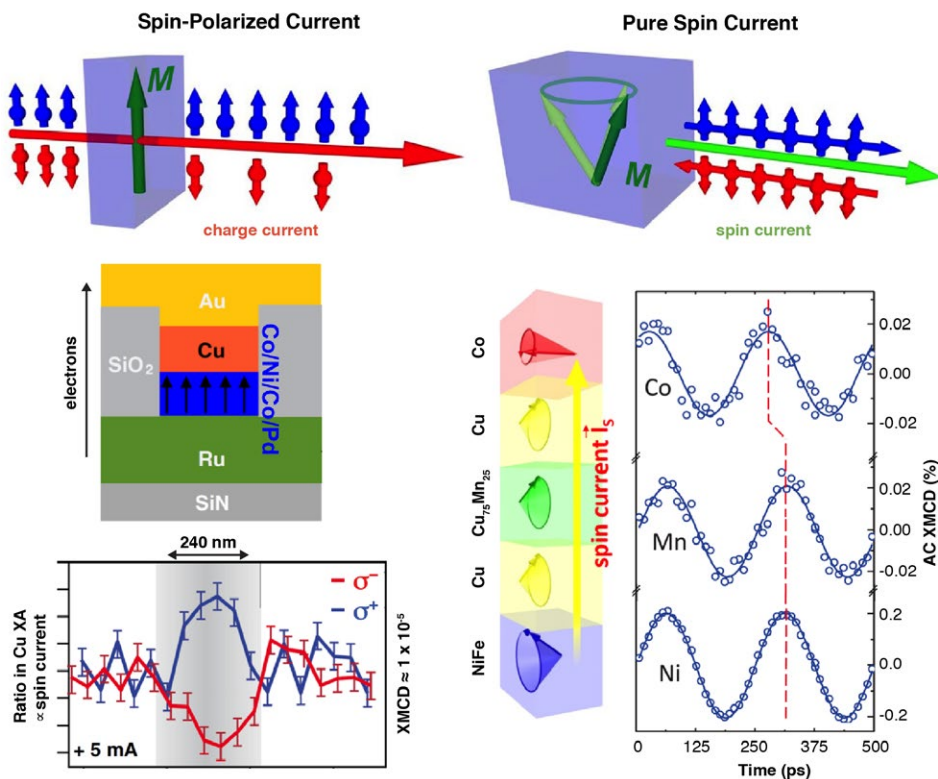 Spin-Polarized Current
Pure Spin Current
M
charge current
M
spin current
electrons
Au
SiO₂
Cu
Co/Ni/Co/Pd
Ru
SiN
240 nm
σ⁻
σ⁺
Ratio in Cu XA
∝ spin current
XMCD ≈ 1 x 10⁻⁵
+ 5 mA
Co
Cu
Cu₇₅Mn₂₅
Cu
NiFe
spin current I⃗ₛ
Co
Mn
Ni
0.02
0.00
-0.02
0.02
0.00
-0.02
0.2
0.0
-0.2
AC XMCD (%)
0 125 250 375 500
Time (ps)